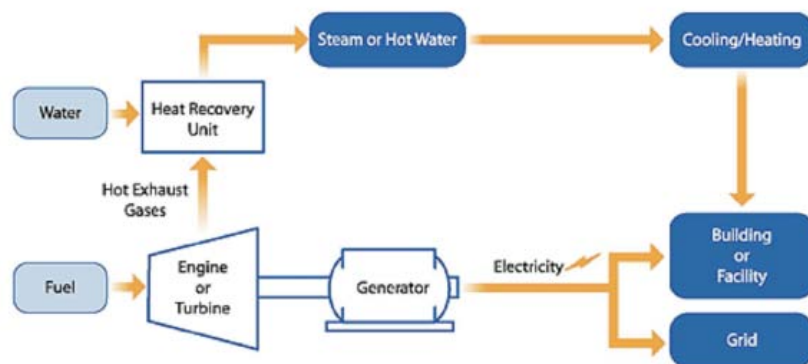 Steam or Hot Water
Cooling/Heating
Water
Heat Recovery
Unit
Hot Exhaust
Gases
Fuel
Engine
or
Turbine
Generator
Electricity
Building
or
Facility
Grid